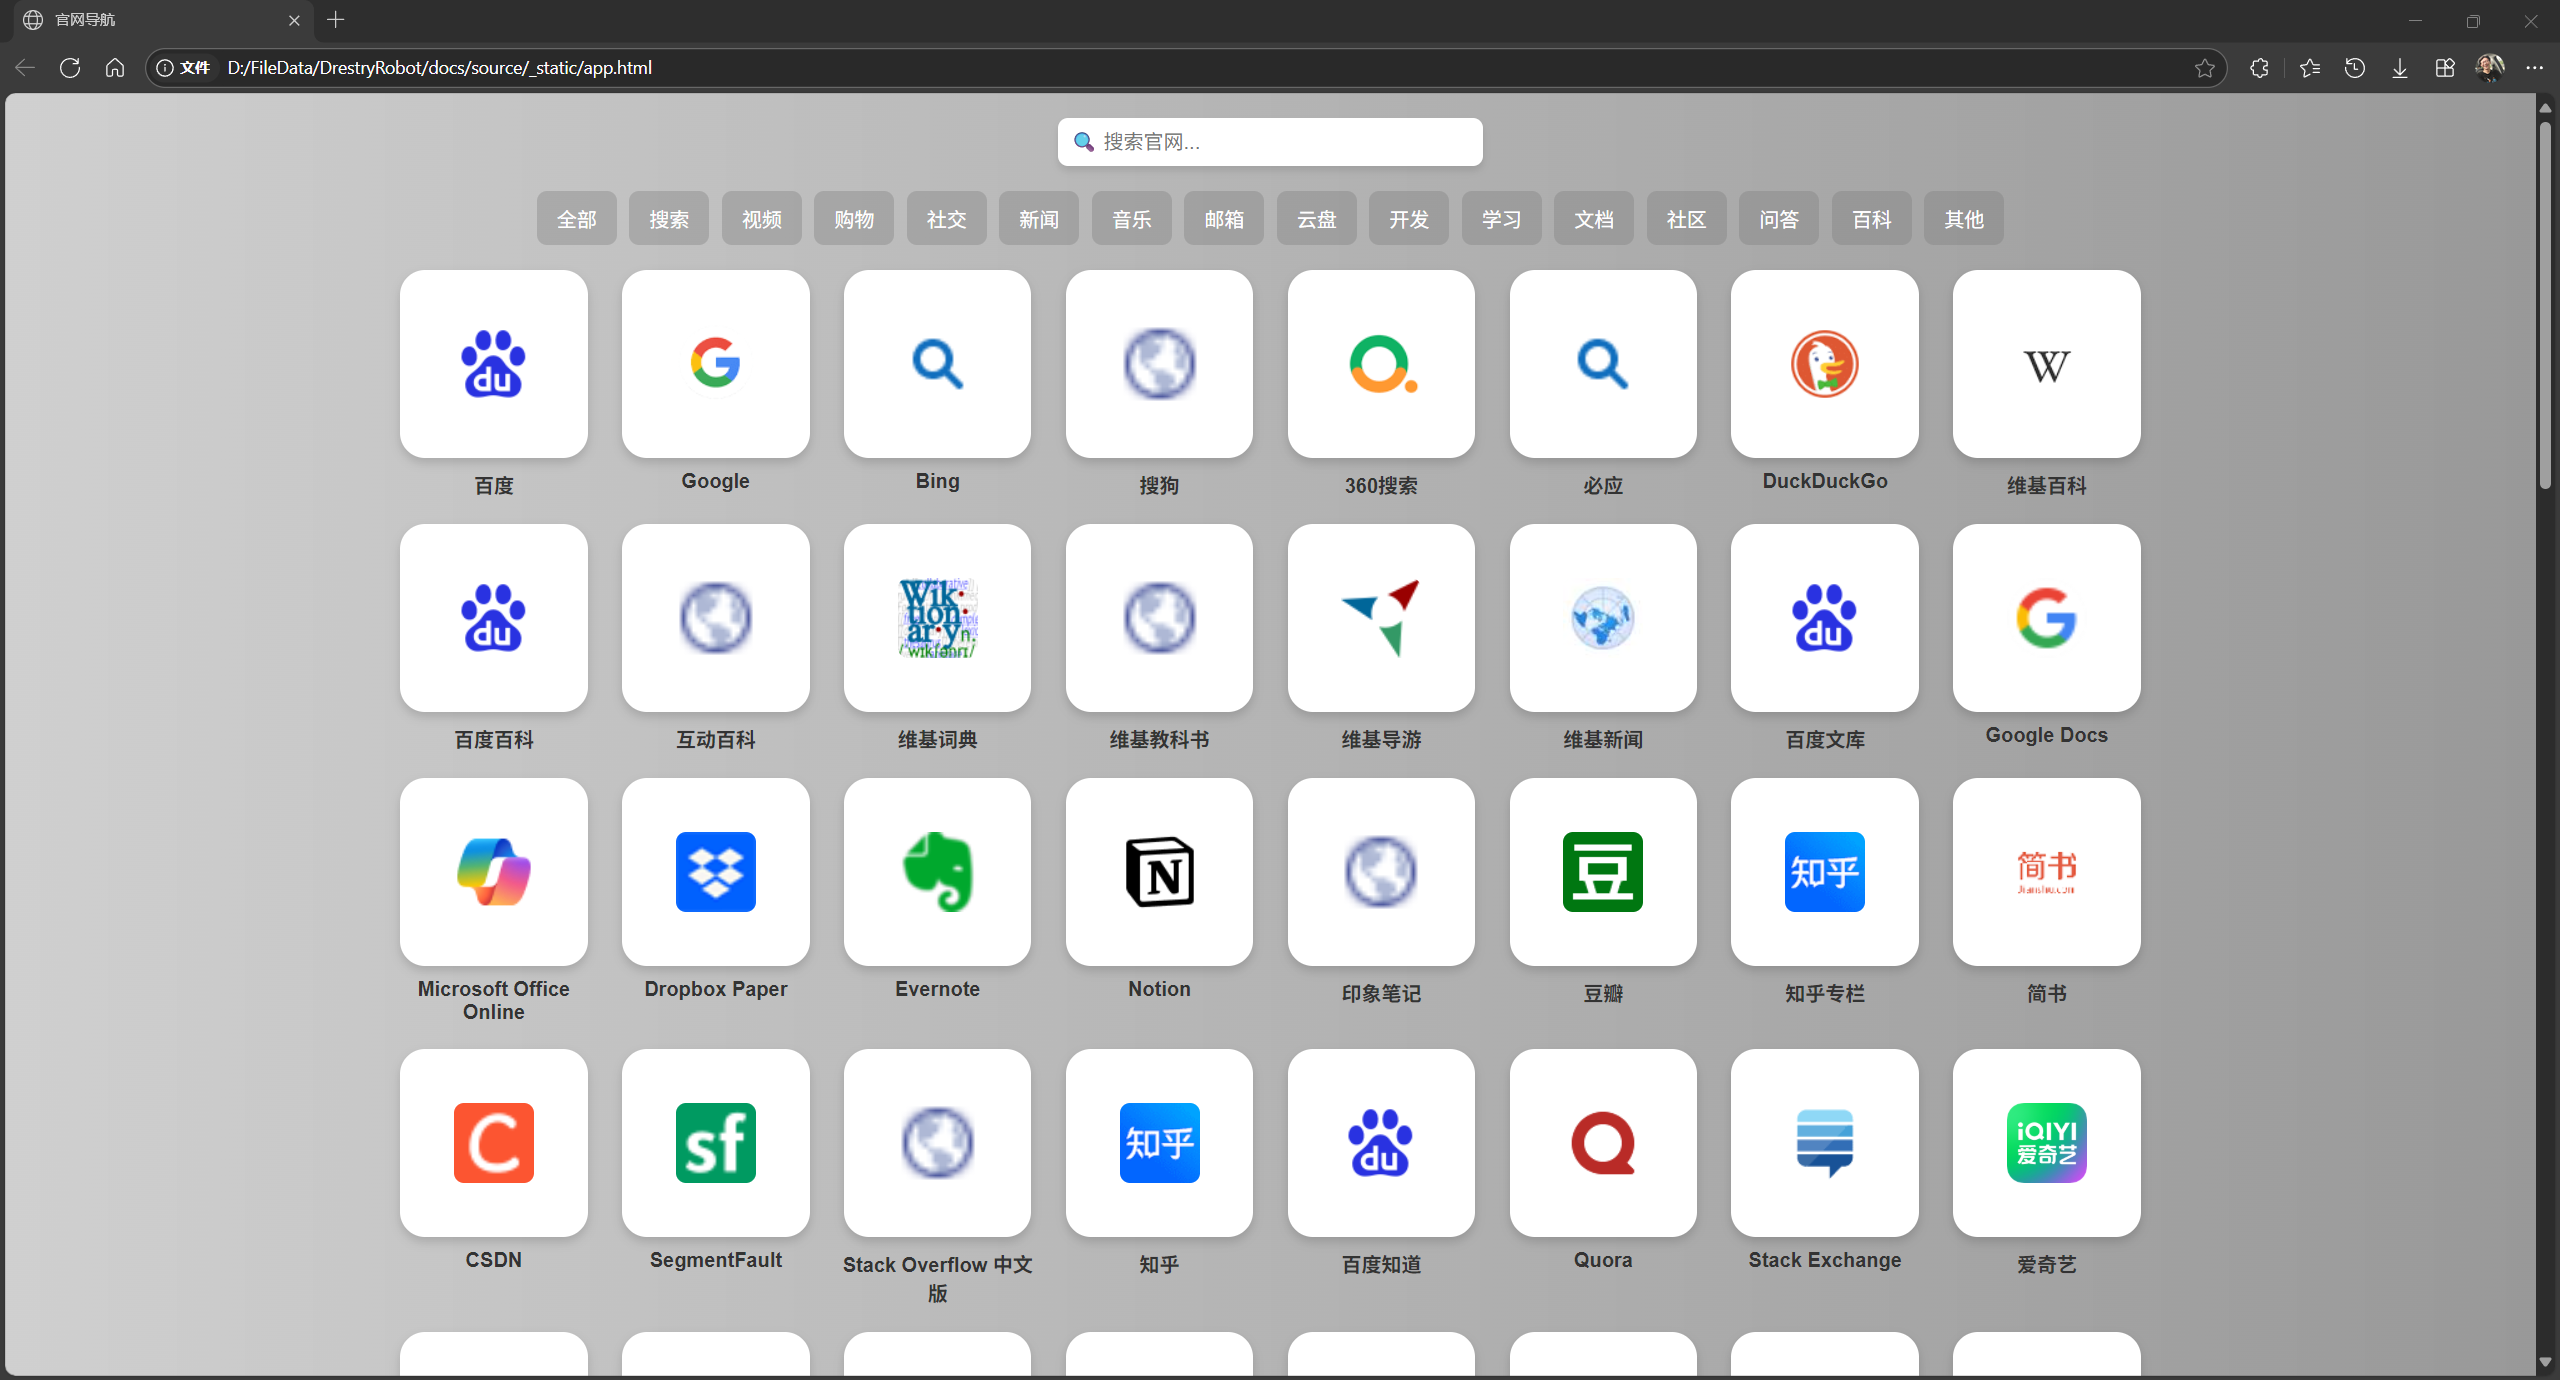 官网导航
文件 D:/FileData/DrestryRobot/docs/source/_static/app.html
搜索官网...
全部 搜索 视频 购物 社交 新闻 音乐 邮箱 云盘 开发 学习 文档 社区 问答 百科 其他
du
W
百度 Google Bing 搜狗 360搜索 必应 DuckDuckGo 维基百科
du
Wik
tion
ary
n.
du
百度百科 互动百科 维基词典 维基教科书 维基导游 维基新闻 百度文库 Google Docs
N
豆
知乎
简书
Jianshu.com
Microsoft Office
Online
Dropbox Paper Evernote Notion 印象笔记 豆瓣 知乎专栏 简书
C
sf
知乎
du
iQIYI
爱奇艺
CSDN SegmentFault
Stack Overflow 中文
版
知乎 百度知道 Quora Stack Exchange 爱奇艺